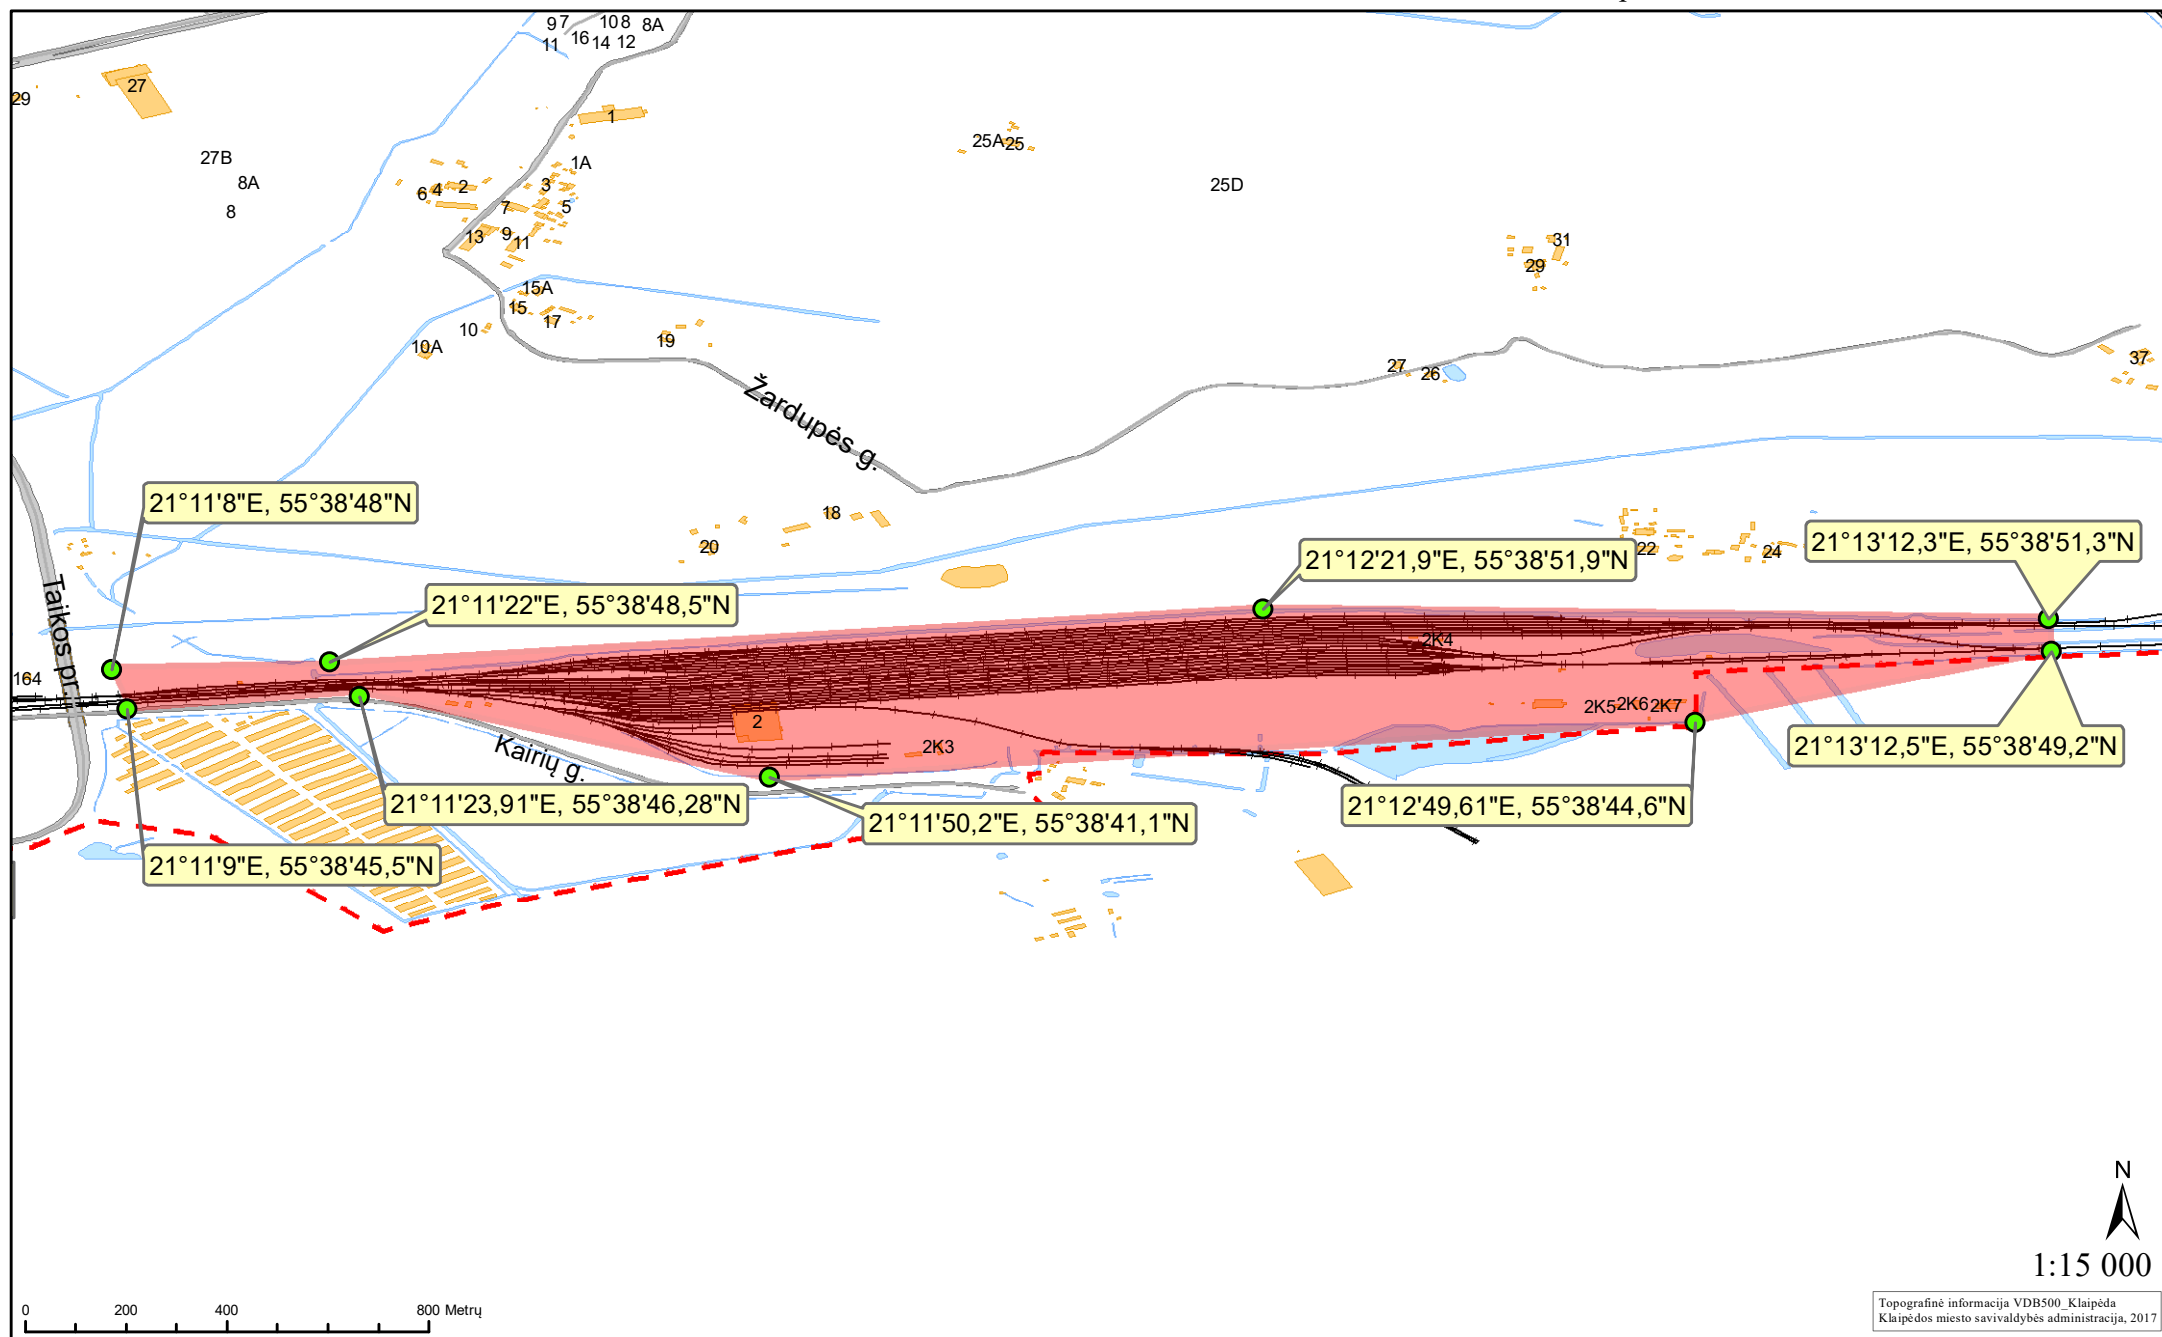 9 7 10 8 8A
11 16 14 12
27
29
1
27B
8A
8
25A 25
25D
1A
6 4 2 3
7 5
13 9 11
31
29
15A
15
17
10
10A
19
27
26
37
Žardupės g.
21°11'8"E, 55°38'48"N
18
20
22
24
21°12'21,9"E, 55°38'51,9"N
21°13'12,3"E, 55°38'51,3"N
21°11'22"E, 55°38'48,5"N
Taikos pr.
164
2K4
2
2K3
2K5 2K6 2K7
Kairių g.
21°13'12,5"E, 55°38'49,2"N
21°11'23,91"E, 55°38'46,28"N
21°12'49,61"E, 55°38'44,6"N
21°11'50,2"E, 55°38'41,1"N
21°11'9"E, 55°38'45,5"N
N
1:15 000
0 200 400 800 Metrų
Topografinė informacija VDB500_Klaipėda
Klaipėdos miesto savivaldybės administracija, 2017